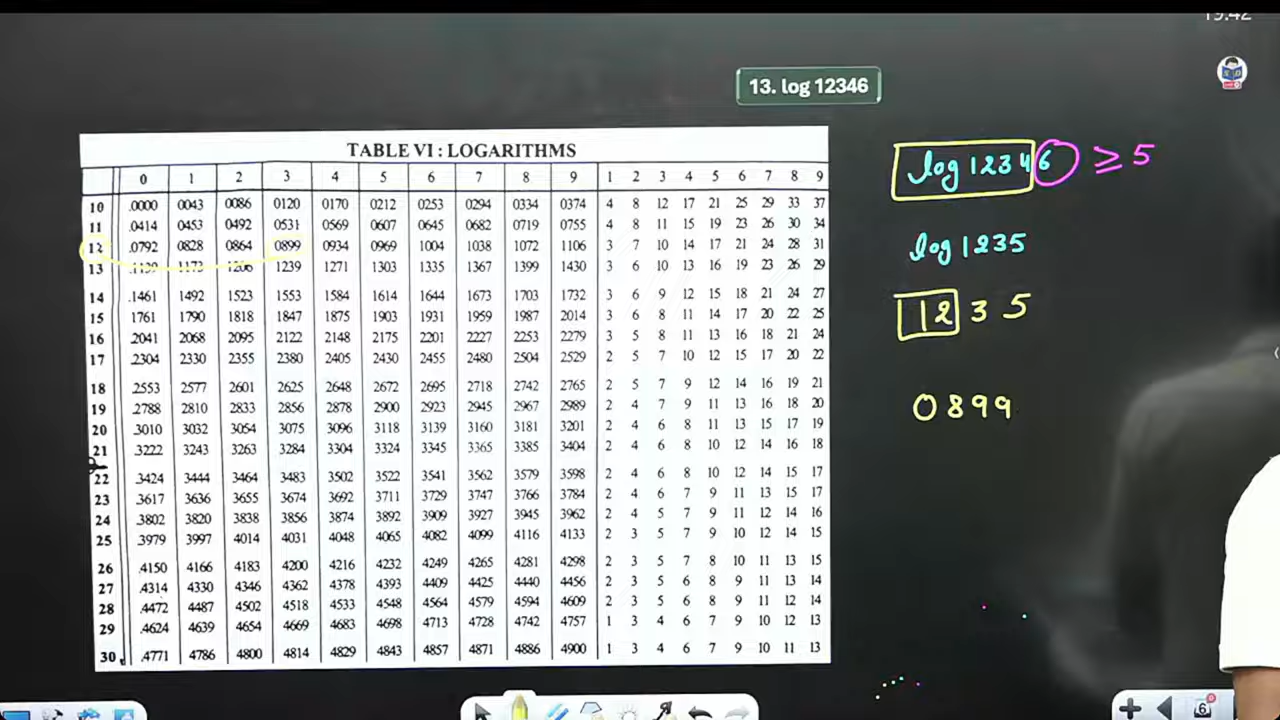 19:42
13. log 12346
TABLE VI : LOGARITHMS
0 1 2 3 4 5 6 7 8 9 1 2 3 4 5 6 7 8 9
10 .0000 0043 0086 0120 0170 0212 0253 0294 0334 0374 4 8 12 17 21 25 29 33 37
11 .0414 0453 0492 0531 0569 0607 0645 0682 0719 0755 4 8 11 15 19 23 26 30 34
12 .0792 0828 0864 0899 0934 0969 1004 1038 1072 1106 3 7 10 14 17 21 24 28 31
13 .1139 1173 1206 1239 1271 1303 1335 1367 1399 1430 3 6 10 13 16 19 23 26 29
14 .1461 1492 1523 1553 1584 1614 1644 1673 1703 1732 3 6 9 12 15 18 21 24 27
15 1761 1790 1818 1847 1875 1903 1931 1959 1987 2014 3 6 8 11 14 17 20 22 25
16 .2041 2068 2095 2122 2148 2175 2201 2227 2253 2279 3 5 8 11 13 16 18 21 24
17 .2304 2330 2355 2380 2405 2430 2455 2480 2504 2529 2 5 7 10 12 15 17 20 22
18 .2553 2577 2601 2625 2648 2672 2695 2718 2742 2765 2 5 7 9 12 14 16 19 21
19 .2788 2810 2833 2856 2878 2900 2923 2945 2967 2989 2 4 7 9 11 13 16 18 20
20 .3010 3032 3054 3075 3096 3118 3139 3160 3181 3201 2 4 6 8 11 13 15 17 19
21 .3222 3243 3263 3284 3304 3324 3345 3365 3385 3404 2 4 6 8 10 12 14 16 18
22 .3424 3444 3464 3483 3502 3522 3541 3562 3579 3598 2 4 6 8 10 12 14 15 17
23 .3617 3636 3655 3674 3692 3711 3729 3747 3766 3784 2 4 6 7 9 11 13 15 17
24 .3802 3820 3838 3856 3874 3892 3909 3927 3945 3962 2 4 5 7 9 11 12 14 16
25 .3979 3997 4014 4031 4048 4065 4082 4099 4116 4133 2 3 5 7 9 10 12 14 15
26 .4150 4166 4183 4200 4216 4232 4249 4265 4281 4298 2 3 5 7 8 10 11 13 15
27 .4314 4330 4346 4362 4378 4393 4409 4425 4440 4456 2 3 5 6 8 9 11 13 14
28 .4472 4487 4502 4518 4533 4548 4564 4579 4594 4609 2 3 5 6 8 9 11 12 14
29 .4624 4639 4654 4669 4683 4698 4713 4728 4742 4757 1 3 4 6 7 9 10 12 13
30 .4771 4786 4800 4814 4829 4843 4857 4871 4886 4900 1 3 4 6 7 9 10 11 13
log 12346 ≥ 5
log 1235
1235
0899